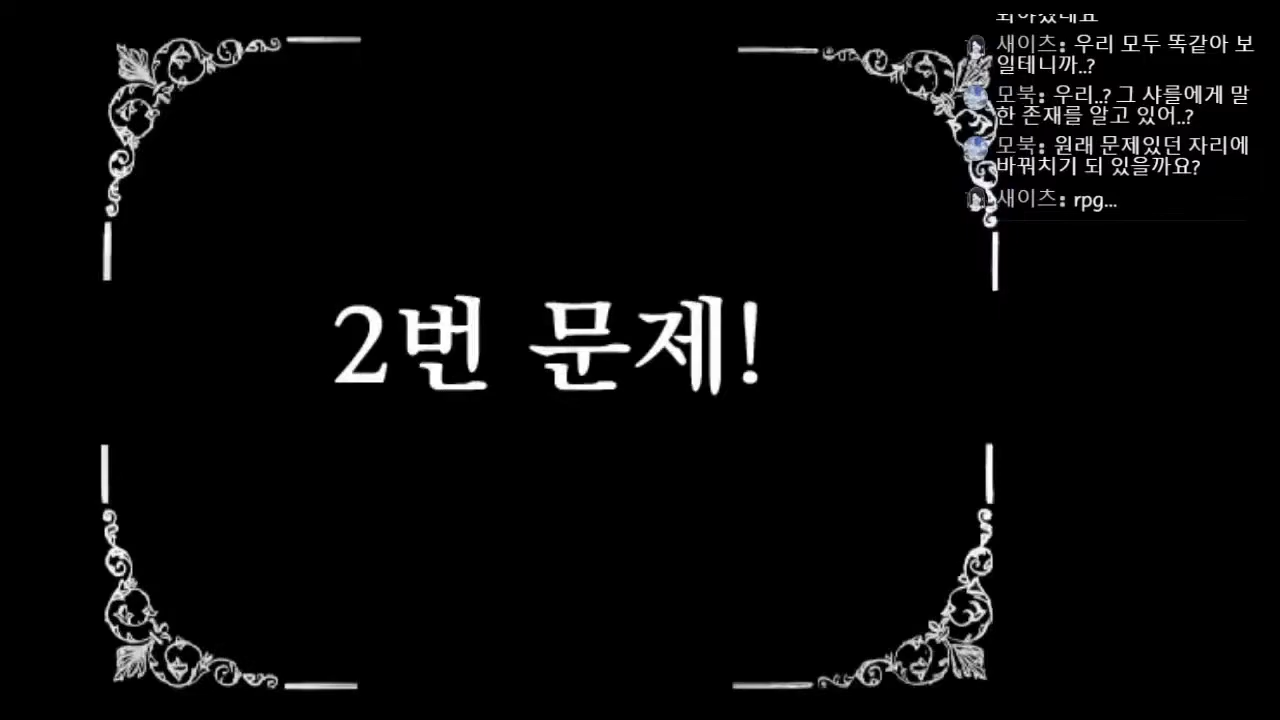 새이츠: 우리 모두 똑같아 보
일테니까..?
모북: 우리..? 그 샤를에게 말
한 존재를 알고 있어..?
모북: 원래 문제있던 자리에
바꿔치기 되 있을까요?
새이츠: rpg...
2번 문제!